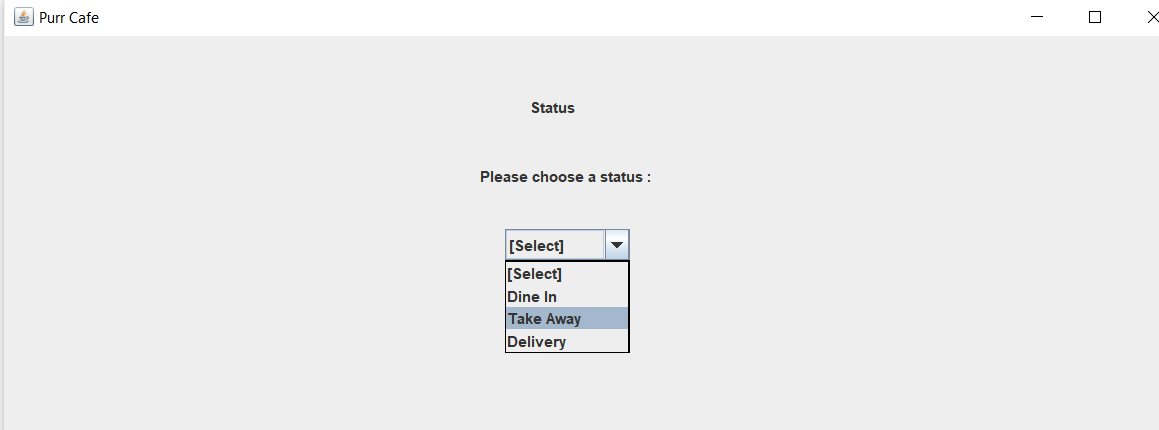 Purr Cafe
Status
Please choose a status :
[Select]
[Select]
Dine In
Take Away
Delivery